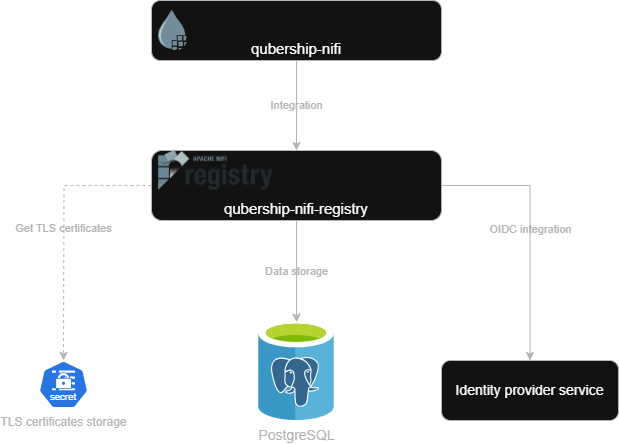 qubership-nifi
Integration
APACHE NIFI
registry
qubership-nifi-registry
Get TLS certificates
OIDC integration
Data storage
secret
TLS certificates storage
PostgreSQL
Identity provider service